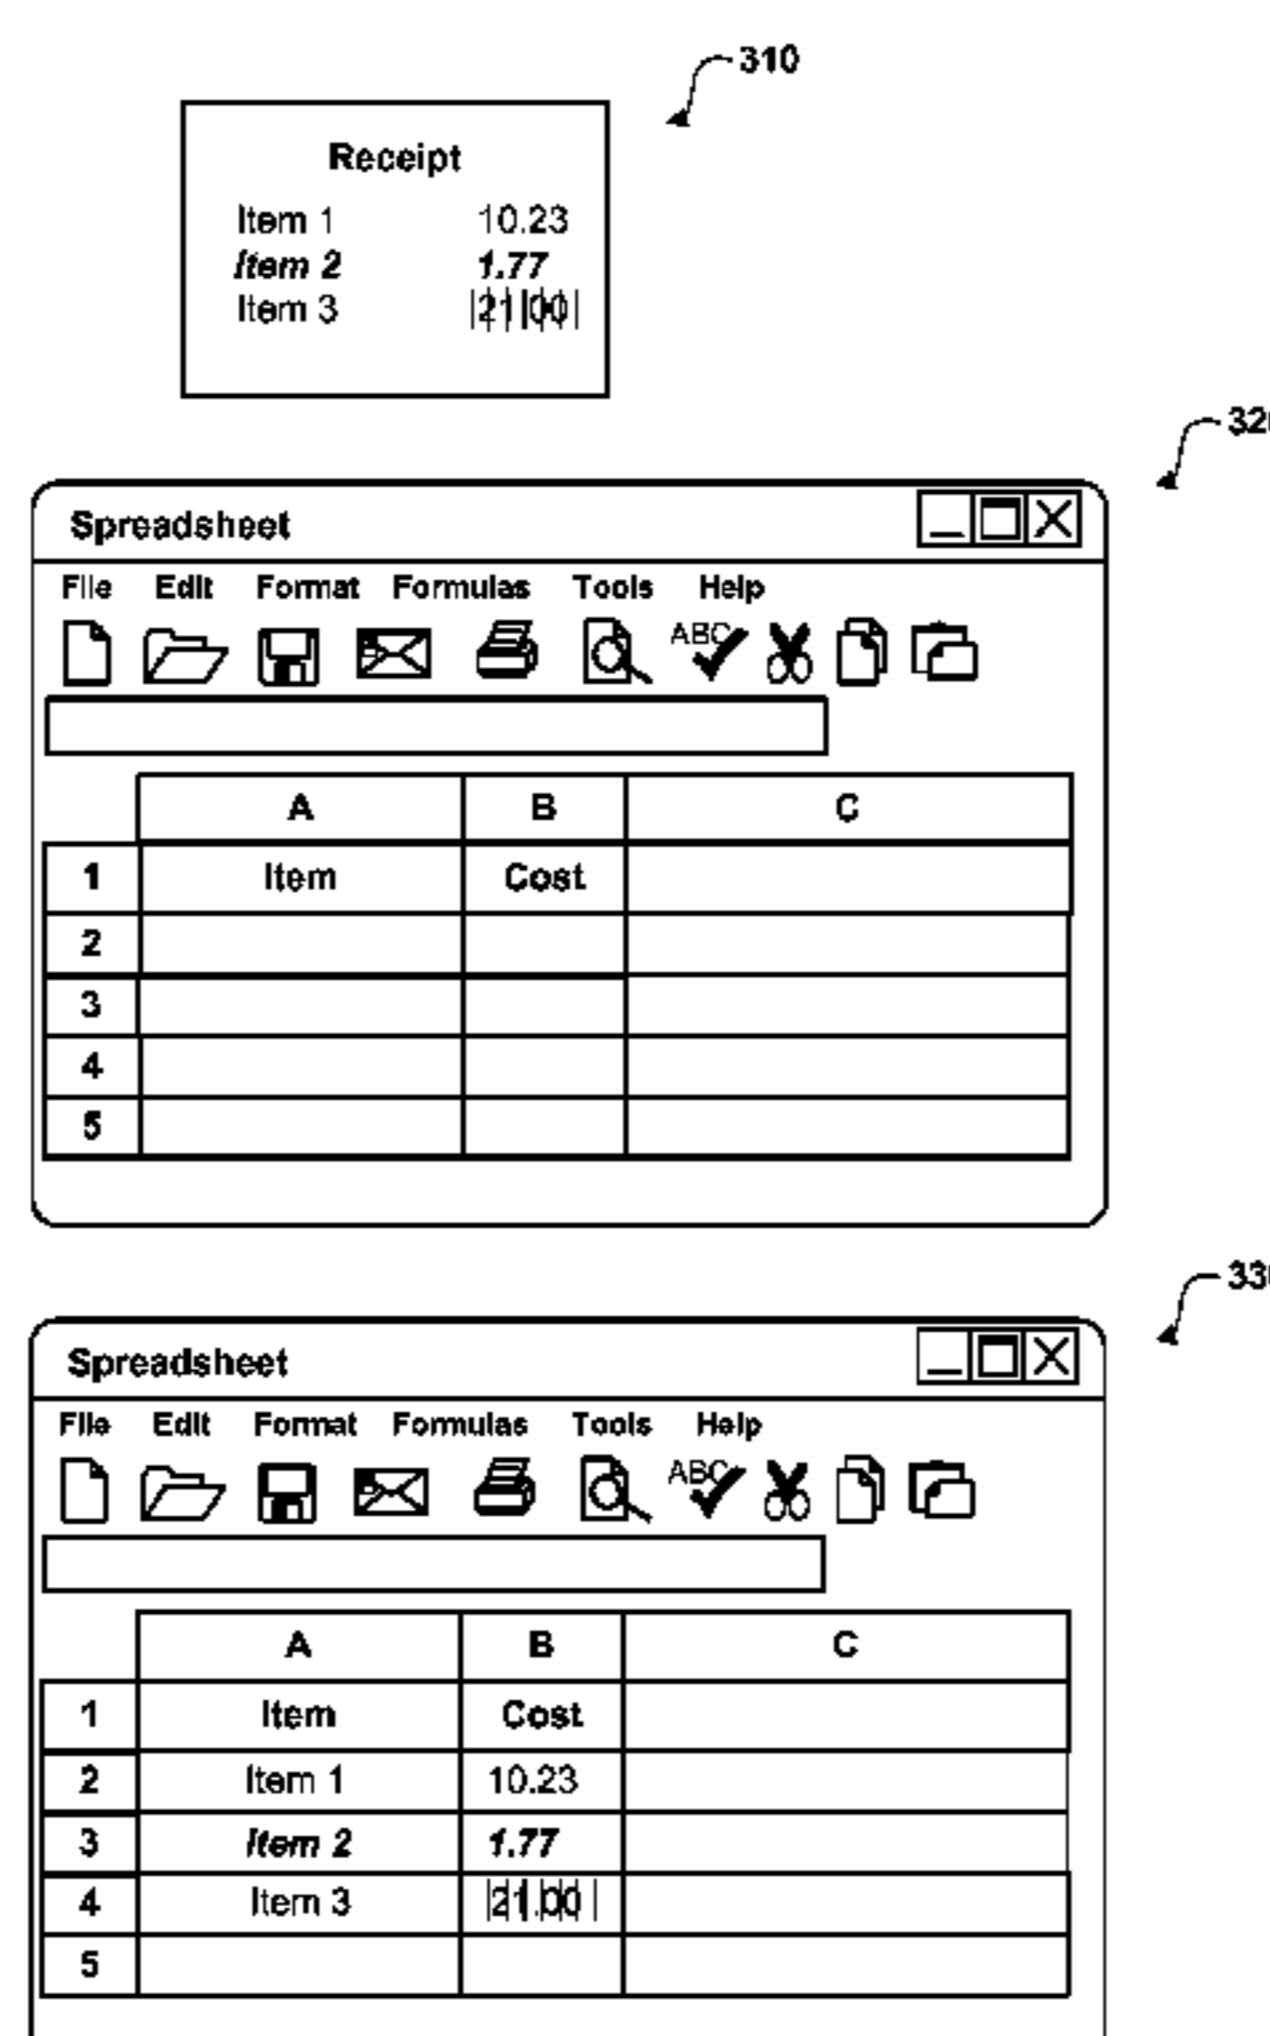 310
Receipt
Item 1 10.23
Item 2 1.77
Item 3 21.00
320
Spreadsheet
File Edit Format Formulas Tools Help
ABC
A B C
1 Item Cost
2
3
4
5
330
Spreadsheet
File Edit Format Formulas Tools Help
ABC
A B C
1 Item Cost
2 Item 1 10.23
3 Item 2 1.77
4 Item 3 21.00
5